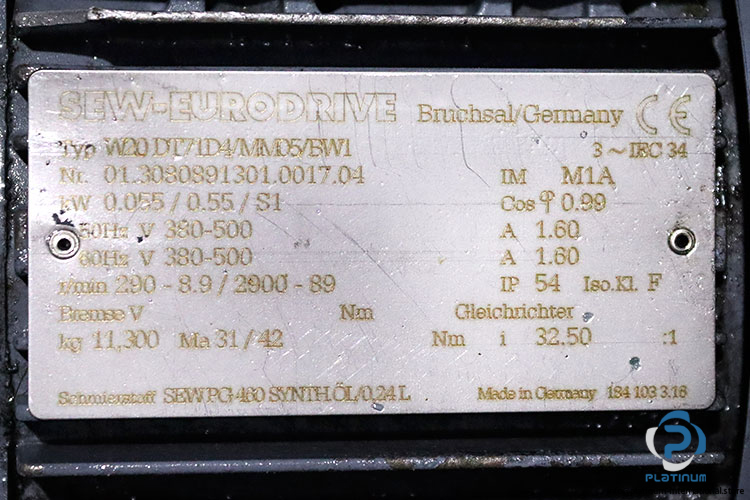 SEW-EURODRIVE Bruchsal/Germany CE
Typ W20 DT71D4/MM05/BW1 3~IEC 34
Nr. 01.3080891301.0017.04 IM M1A
kW 0.055 / 0.55 / S1 Cos φ 0.99
50Hz V 380-500 A 1.60
60Hz V 380-500 A 1.60
r/min 290 - 8.9 / 2900 - 89 IP 54 Iso.Kl. F
Bremse V Nm Gleichrichter
kg 11,300 Ma 31 / 42 Nm i 32.50 :1
Schmierstoff SEW PG 460 SYNTH.ÖL/0,24 L Made in Germany 184 103 3.16
PLATINUM